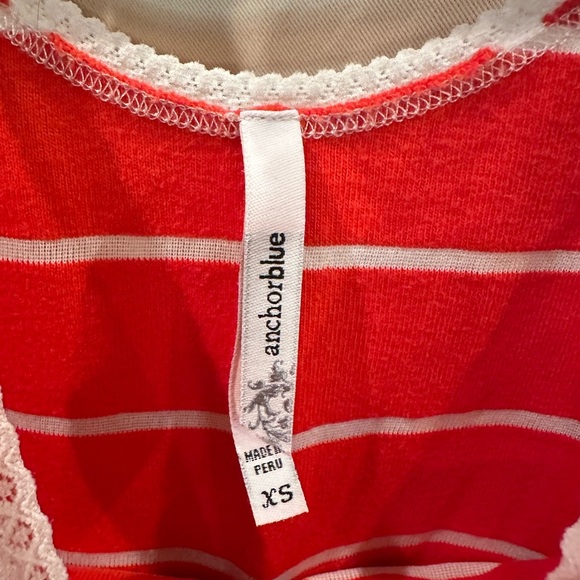 anchorblue
MADE IN
PERU
XS